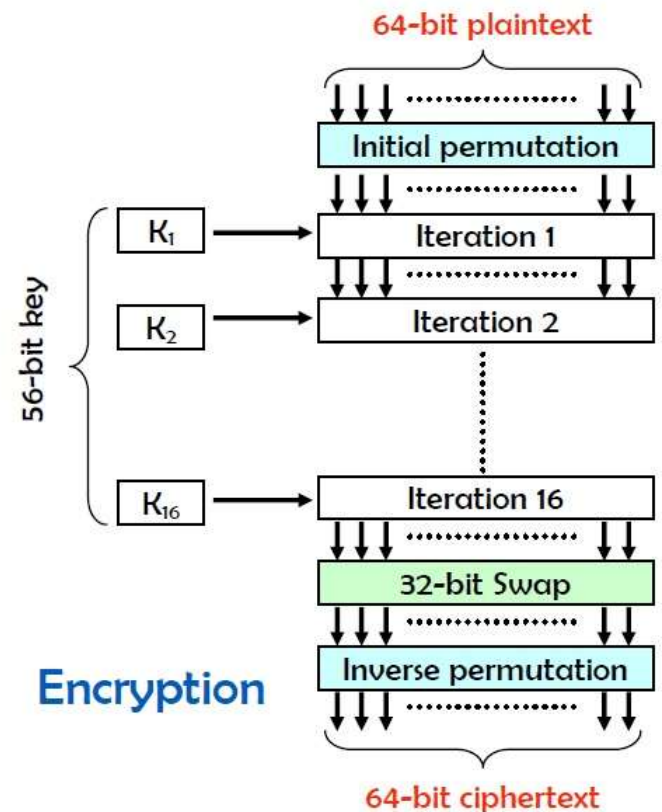 64-bit plaintext
Initial permutation
K₁
Iteration 1
56-bit key
K₂
Iteration 2
K₁₆
Iteration 16
32-bit Swap
Encryption
Inverse permutation
64-bit ciphertext